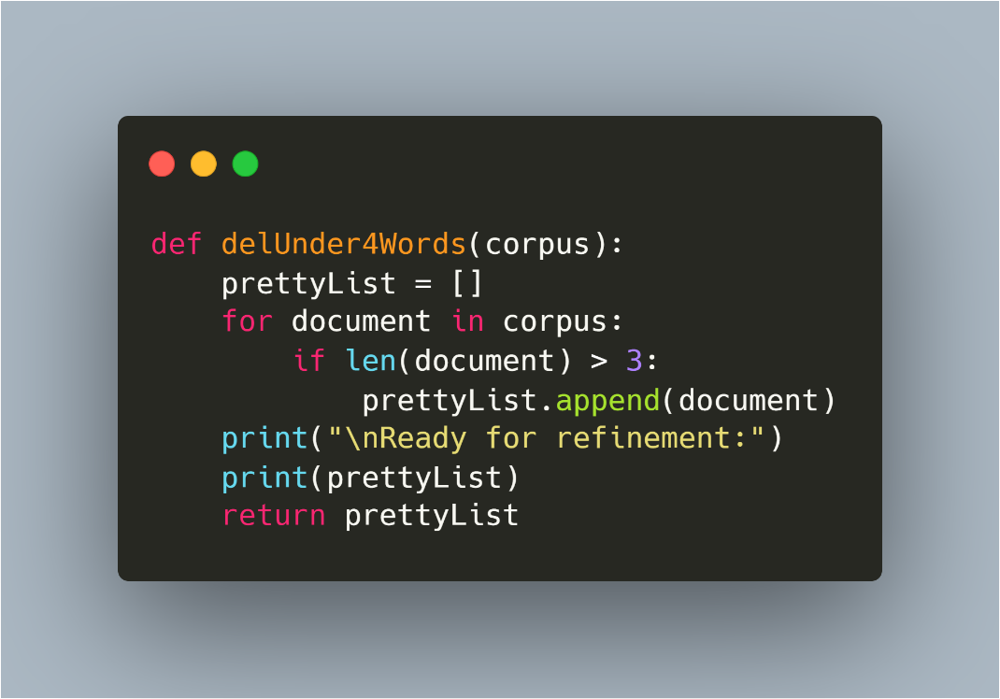 def delUnder4Words(corpus):
    prettyList = []
    for document in corpus:
        if len(document) > 3:
            prettyList.append(document)
    print("\nReady for refinement:")
    print(prettyList)
    return prettyList